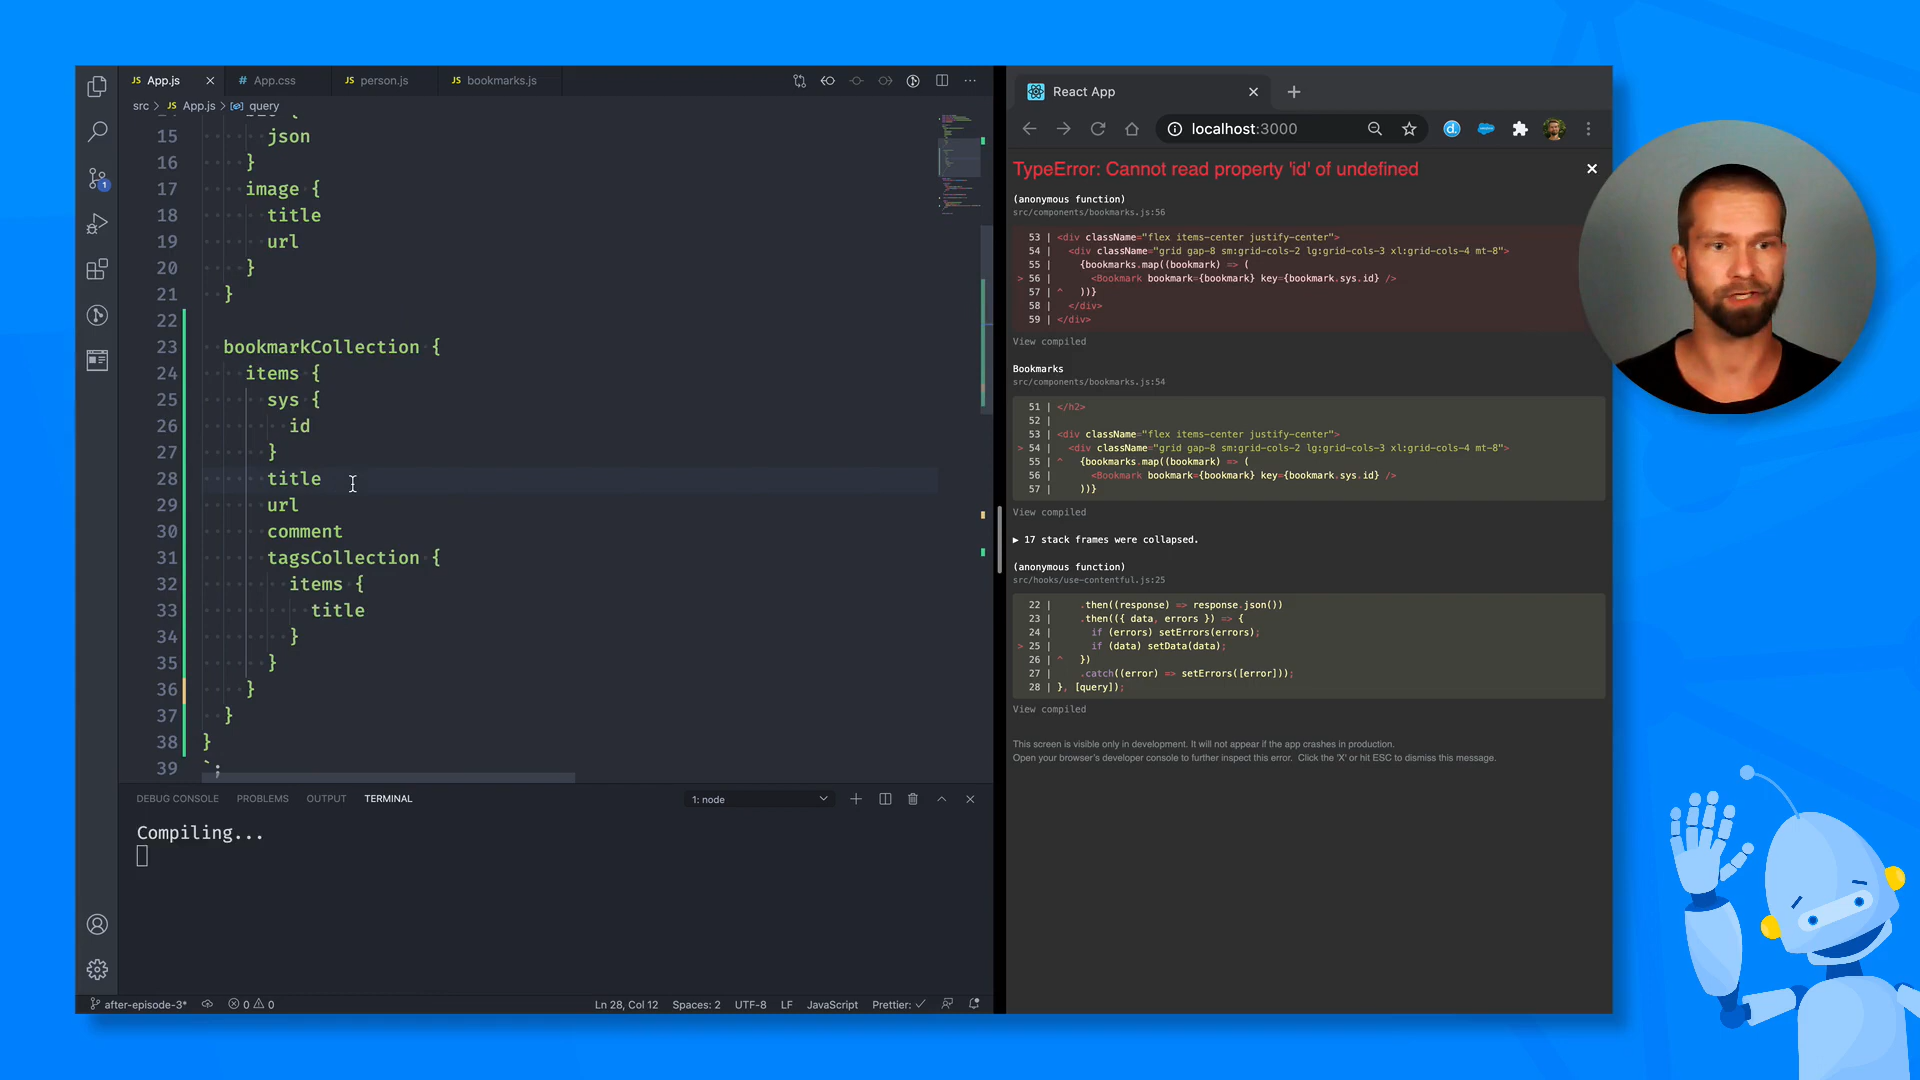 App.js
App.css
person.js
bookmarks.js
src > App.js > query
15 json
16 }
17 image {
18 title
19 url
20 }
21 }
22
23 bookmarkCollection {
24 items {
25 sys {
26 id
27 }
28 title
29 url
30 comment
31 tagsCollection {
32 items {
33 title
34 }
35 }
36 }
37 }
38 }
39 `;
DEBUG CONSOLE PROBLEMS OUTPUT TERMINAL
1: node
Compiling...
after-episode-3* 0 0 Ln 28, Col 12 Spaces: 2 UTF-8 LF JavaScript Prettier:
React App
localhost:3000
TypeError: Cannot read property 'id' of undefined
(anonymous function)
src/components/bookmarks.js:56
53 | <div className="flex items-center justify-center">
54 | <div className="grid gap-8 sm:grid-cols-2 lg:grid-cols-3 xl:grid-cols-4 mt-8">
55 | {bookmarks.map((bookmark) => (
> 56 | <Bookmark bookmark={bookmark} key={bookmark.sys.id} />
57 | ^ ))}
58 | </div>
59 | </div>
View compiled
Bookmarks
src/components/bookmarks.js:54
51 | </h2>
52 |
53 | <div className="flex items-center justify-center">
> 54 | <div className="grid gap-8 sm:grid-cols-2 lg:grid-cols-3 xl:grid-cols-4 mt-8">
55 | ^ {bookmarks.map((bookmark) => (
56 | <Bookmark bookmark={bookmark} key={bookmark.sys.id} />
57 | ))}
View compiled
▶ 17 stack frames were collapsed.
(anonymous function)
src/hooks/use-contentful.js:25
22 | .then((response) => response.json())
23 | .then(({ data, errors }) => {
24 | if (errors) setErrors(errors);
> 25 | if (data) setData(data);
26 | ^ })
27 | .catch((error) => setErrors([error]));
28 | }, [query]);
View compiled
This screen is visible only in development. It will not appear if the app crashes in production.
Open your browser's developer console to further inspect this error. Click the 'X' or hit ESC to dismiss this message.